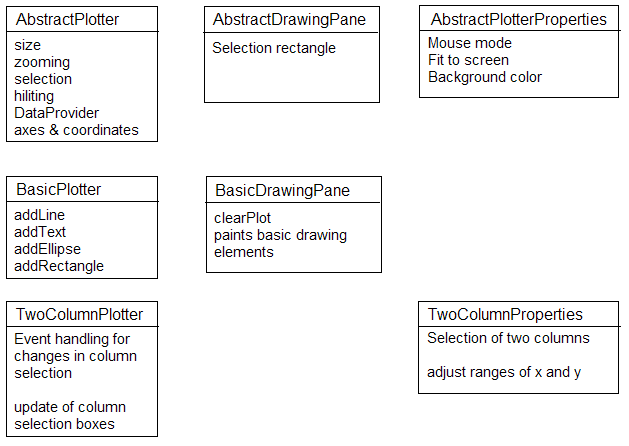 AbstractPlotter
size
zooming
selection
hiliting
DataProvider
axes & coordinates
AbstractDrawingPane
Selection rectangle
AbstractPlotterProperties
Mouse mode
Fit to screen
Background color
BasicPlotter
addLine
addText
addEllipse
addRectangle
BasicDrawingPane
clearPlot
paints basic drawing
elements
TwoColumnPlotter
Event handling for
changes in column
selection
update of column
selection boxes
TwoColumnProperties
Selection of two columns
adjust ranges of x and y